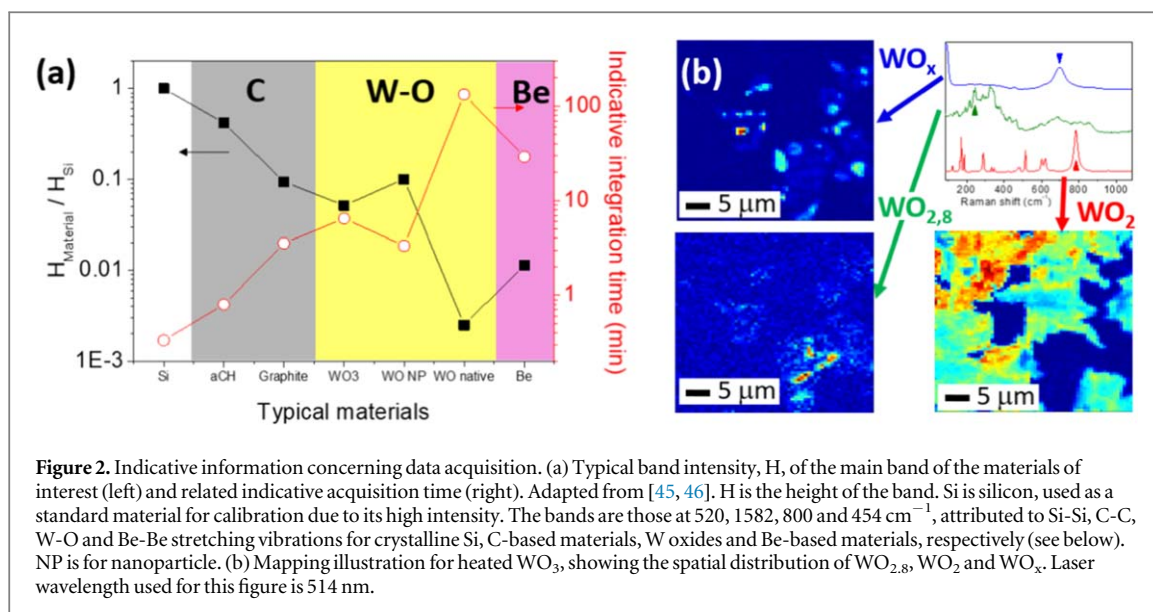 (a)
C
W-O
Be
H_Material / H_Si
1
0.1
0.01
1E-3
Indicative integration time (min)
100
10
1
Si aCH Graphite WO3 WO NP WO native Be
Typical materials
(b)
5 μm
WOₓ
WO₂,₈
WO₂
200 400 600 800 1000
Raman shift (cm⁻¹)
5 μm
5 μm
Figure 2. Indicative information concerning data acquisition. (a) Typical band intensity, H, of the main band of the materials of
interest (left) and related indicative acquisition time (right). Adapted from [45, 46]. H is the height of the band. Si is silicon, used as a
standard material for calibration due to its high intensity. The bands are those at 520, 1582, 800 and 454 cm⁻¹, attributed to Si-Si, C-C,
W-O and Be-Be stretching vibrations for crystalline Si, C-based materials, W oxides and Be-based materials, respectively (see below).
NP is for nanoparticle. (b) Mapping illustration for heated WO₃, showing the spatial distribution of WO₂.₈, WO₂ and WOₓ. Laser
wavelength used for this figure is 514 nm.